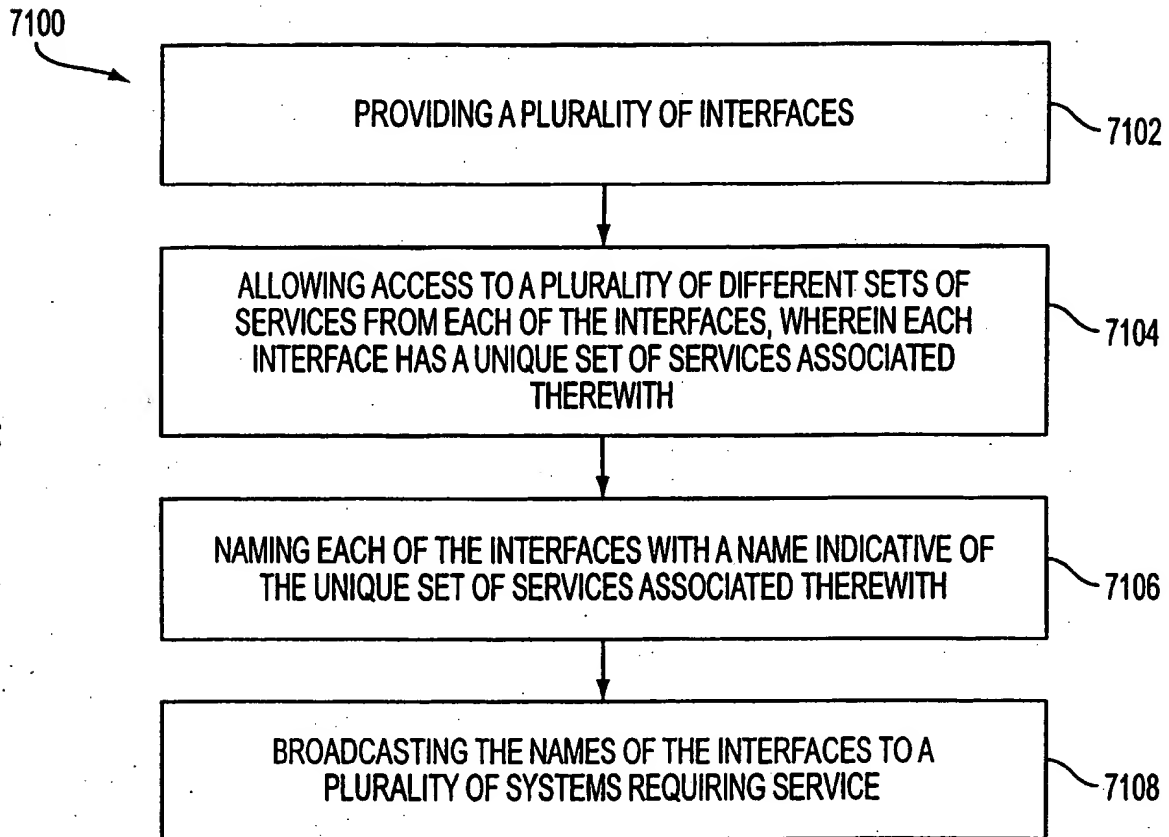 7100
PROVIDING A PLURALITY OF INTERFACES
7102
ALLOWING ACCESS TO A PLURALITY OF DIFFERENT SETS OF
SERVICES FROM EACH OF THE INTERFACES, WHEREIN EACH
INTERFACE HAS A UNIQUE SET OF SERVICES ASSOCIATED
THEREWITH
7104
NAMING EACH OF THE INTERFACES WITH A NAME INDICATIVE OF
THE UNIQUE SET OF SERVICES ASSOCIATED THEREWITH
7106
BROADCASTING THE NAMES OF THE INTERFACES TO A
PLURALITY OF SYSTEMS REQUIRING SERVICE
7108